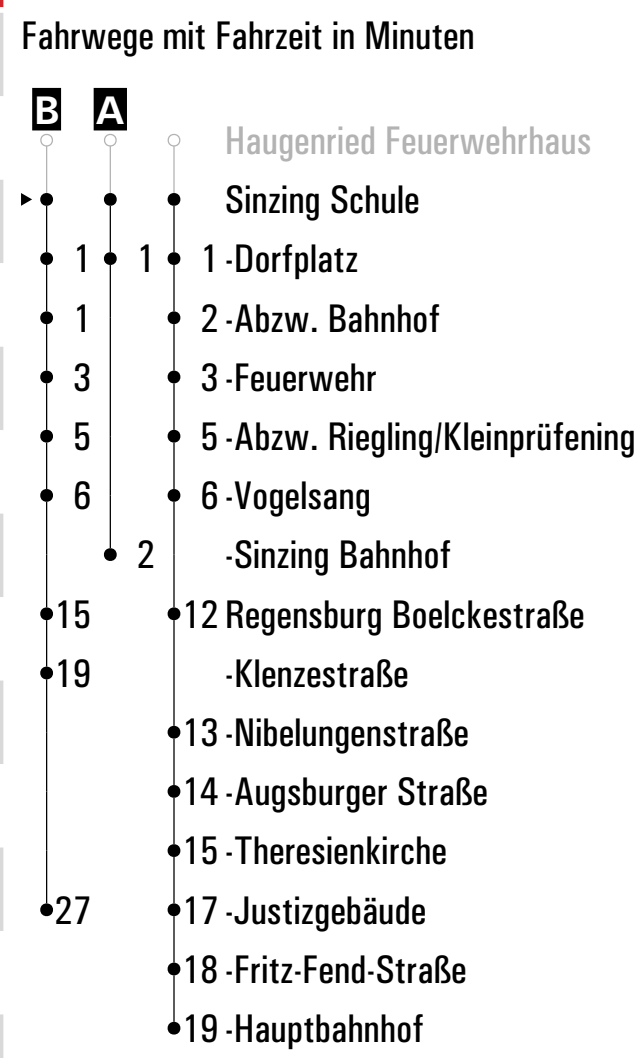 Fahrwege mit Fahrzeit in Minuten
B A
Haugenried Feuerwehrhaus
Sinzing Schule
1 1 1 -Dorfplatz
1 2 -Abzw. Bahnhof
3 3 -Feuerwehr
5 5 -Abzw. Riegling/Kleinprüfening
6 6 -Vogelsang
2 -Sinzing Bahnhof
15 12 Regensburg Boelckestraße
19 -Klenzestraße
13 -Nibelungenstraße
14 -Augsburger Straße
15 -Theresienkirche
27 17 -Justizgebäude
18 -Fritz-Fend-Straße
19 -Hauptbahnhof